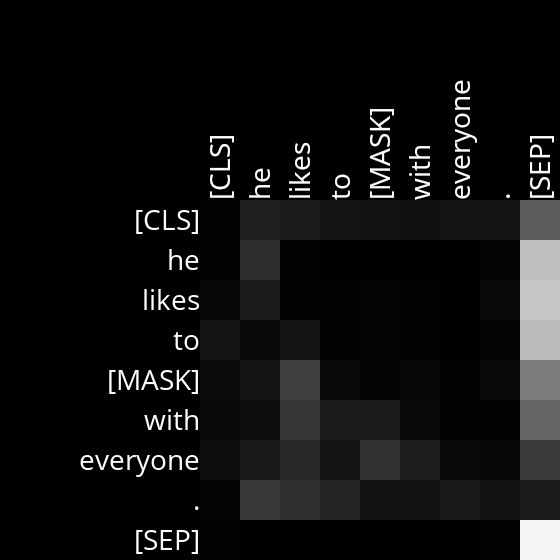 [CLS]
he
likes
to
[MASK]
with
everyone
.
[SEP]
[CLS]
he
likes
to
[MASK]
with
everyone
.
[SEP]